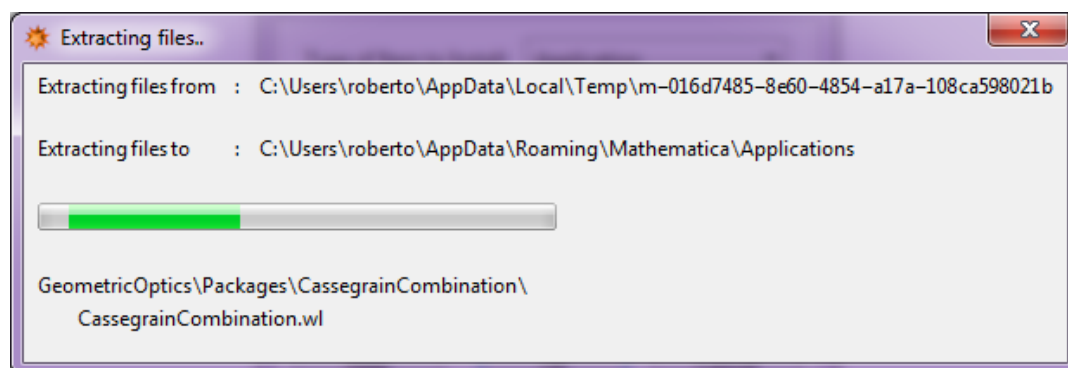 Extracting files..
Extracting files from : C:\Users\roberto\AppData\Local\Temp\m-016d7485-8e60-4854-a17a-108ca598021b
Extracting files to : C:\Users\roberto\AppData\Roaming\Mathematica\Applications
GeometricOptics\Packages\CassegrainCombination\
CassegrainCombination.wl